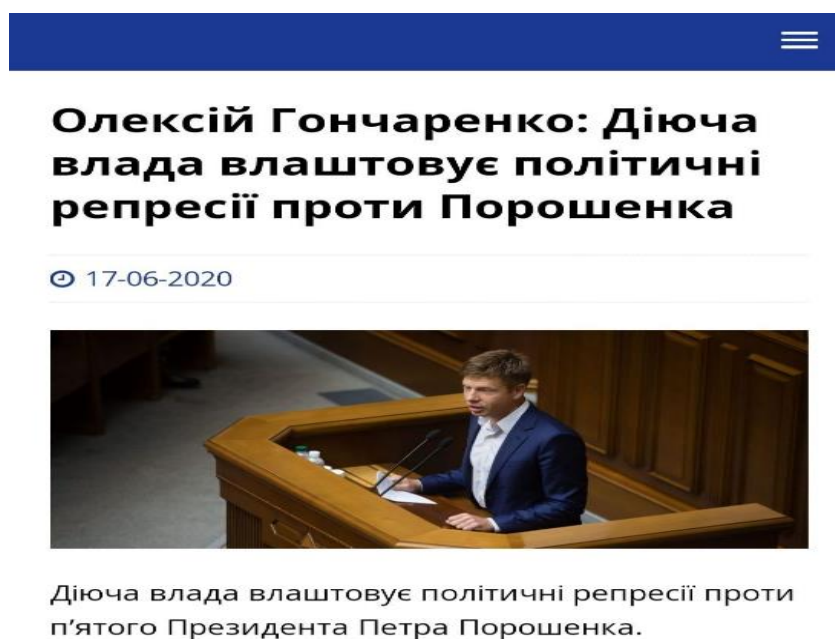 Олексій Гончаренко: Діюча
влада влаштовує політичні
репресії проти Порошенка
17-06-2020
Діюча влада влаштовує політичні репресії проти
п’ятого Президента Петра Порошенка.